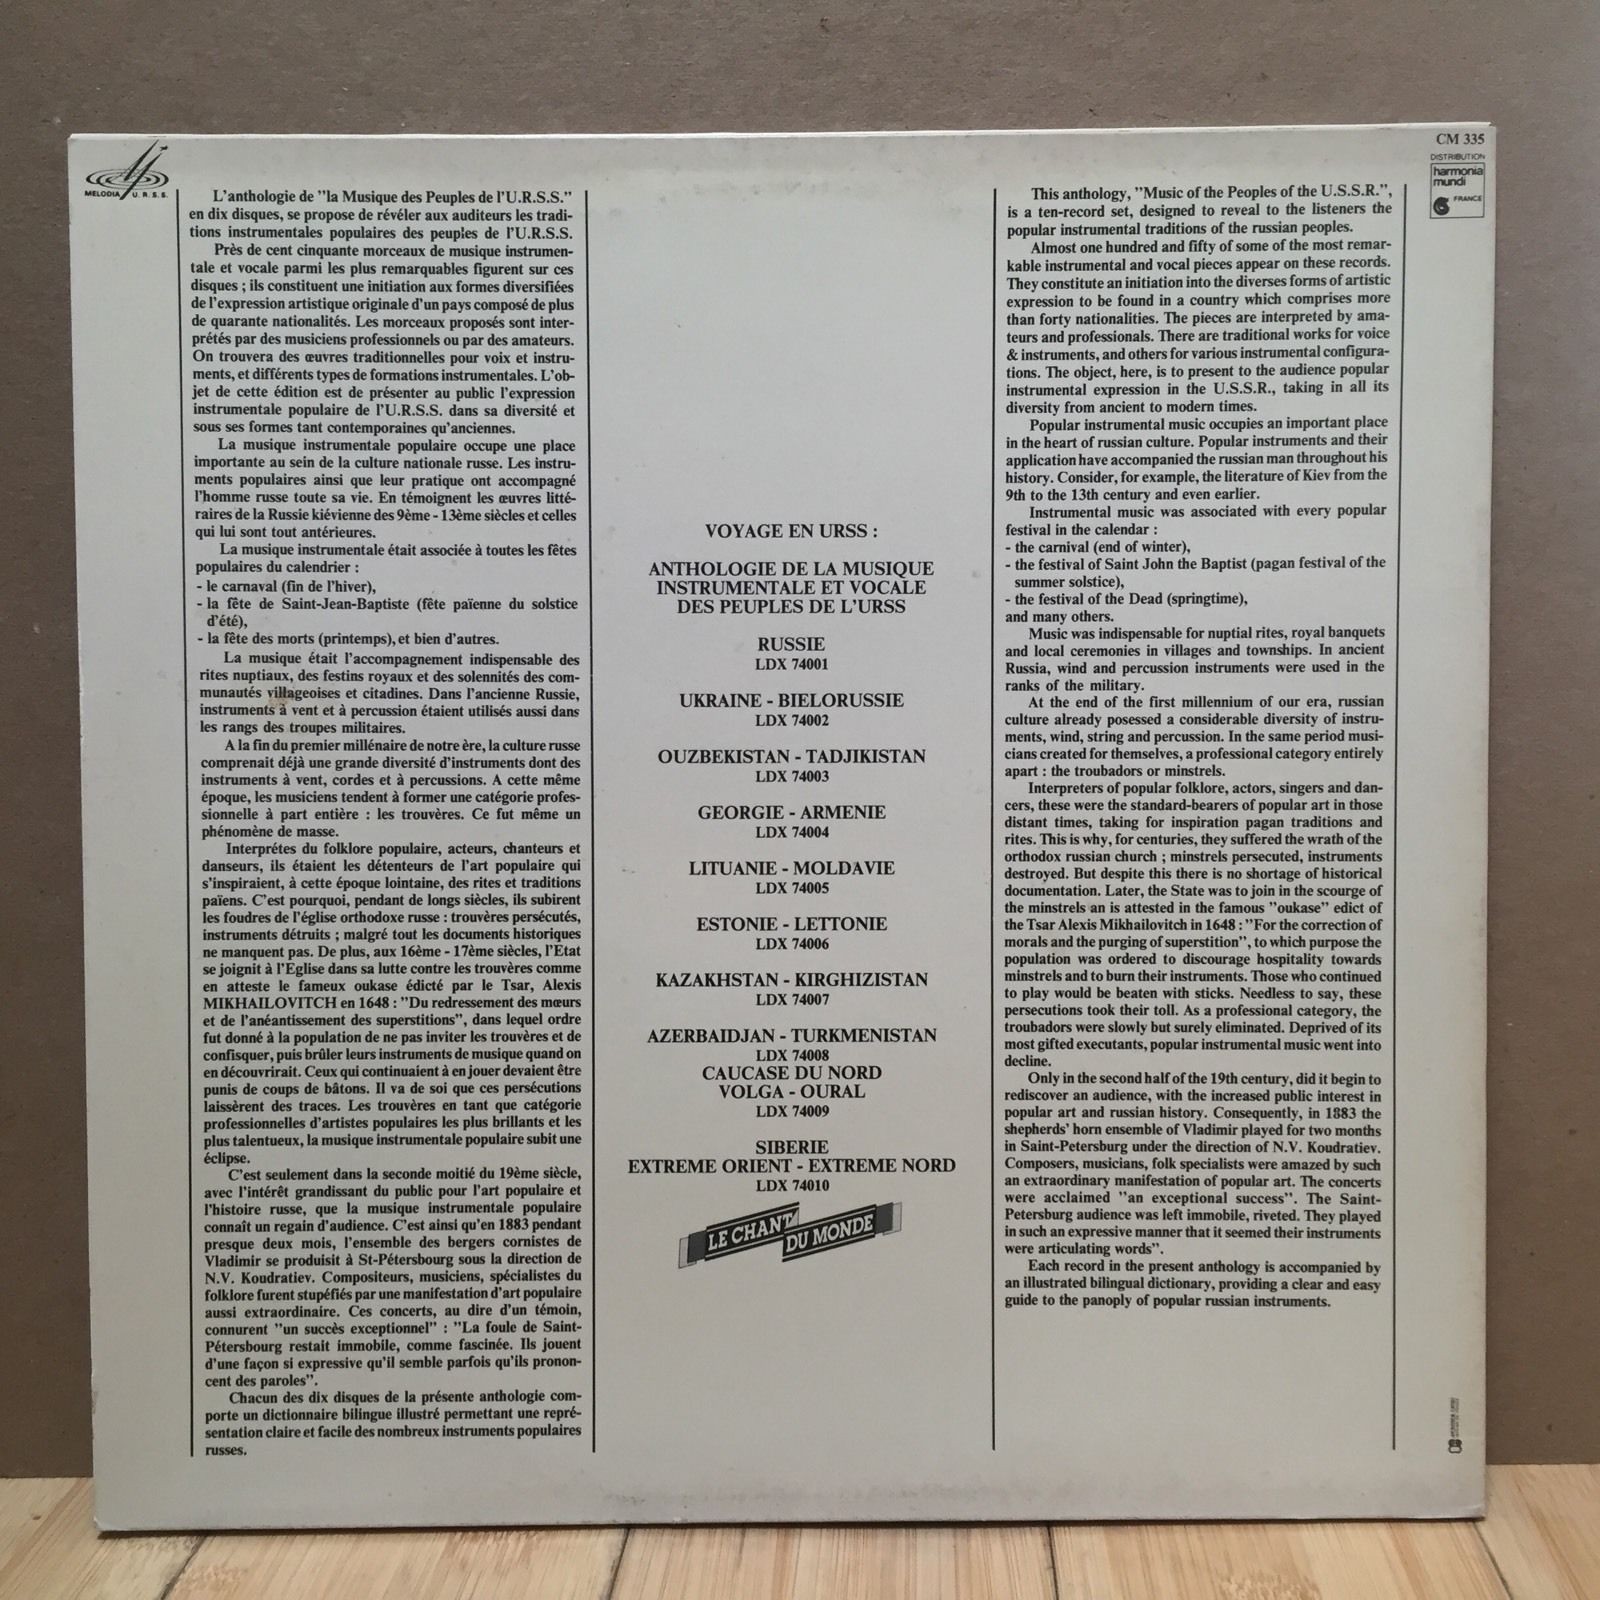 MELODIA U.R.S.S.
L'anthologie de "la Musique des Peuples de l'U.R.S.S."
en dix disques, se propose de révéler aux auditeurs les tradi-
tions instrumentales populaires des peuples de l'U.R.S.S.
Près de cent cinquante morceaux de musique instrumen-
tale et vocale parmi les plus remarquables figurent sur ces
disques ; ils constituent une initiation aux formes diversifiées
de l'expression artistique originale d'un pays composé de plus
de quarante nationalités. Les morceaux proposés sont inter-
prétés par des musiciens professionnels ou par des amateurs.
On trouvera des œuvres traditionnelles pour voix et instru-
ments, et différents types de formations instrumentales. L'ob-
jet de cette édition est de présenter au public l'expression
instrumentale populaire de l'U.R.S.S. dans sa diversité et
sous ses formes tant contemporaines qu'anciennes.
La musique instrumentale populaire occupe une place
importante au sein de la culture nationale russe. Les instru-
ments populaires ainsi que leur pratique ont accompagné
l'homme russe toute sa vie. En témoignent les œuvres litté-
raires de la Russie kiévienne des 9ème - 13ème siècles et celles
qui lui sont tout antérieures.
La musique instrumentale était associée à toutes les fêtes
populaires du calendrier :
- le carnaval (fin de l'hiver),
- la fête de Saint-Jean-Baptiste (fête païenne du solstice
d'été),
- la fête des morts (printemps), et bien d'autres.
La musique était l'accompagnement indispensable des
rites nuptiaux, des festins royaux et des solennités des com-
munautés villageoises et citadines. Dans l'ancienne Russie,
instruments à vent et à percussion étaient utilisés aussi dans
les rangs des troupes militaires.
A la fin du premier millénaire de notre ère, la culture russe
comprenait déjà une grande diversité d'instruments dont des
instruments à vent, cordes et à percussions. A cette même
époque, les musiciens tendent à former une catégorie profes-
sionnelle à part entière : les trouvères. Ce fut même un
phénomène de masse.
Interprétes du folklore populaire, acteurs, chanteurs et
danseurs, ils étaient les détenteurs de l'art populaire qui
s'inspiraient, à cette époque lointaine, des rites et traditions
païens. C'est pourquoi, pendant de longs siècles, ils subirent
les foudres de l'église orthodoxe russe : trouvères persécutés,
instruments détruits ; malgré tout les documents historiques
ne manquent pas. De plus, aux 16ème - 17ème siècles, l'Etat
se joignit à l'Eglise dans sa lutte contre les trouvères comme
en atteste le fameux oukase édicté par le Tsar, Alexis
MIKHAILOVITCH en 1648 : "Du redressement des mœurs
et de l'anéantissement des superstitions", dans lequel ordre
fut donné à la population de ne pas inviter les trouvères et de
confisquer, puis brûler leurs instruments de musique quand on
en découvrirait. Ceux qui continuaient à en jouer devaient être
punis de coups de bâtons. Il va de soi que ces persécutions
laissèrent des traces. Les trouvères en tant que catégorie
professionnelles d'artistes populaires les plus brillants et les
plus talentueux, la musique instrumentale populaire subit une
éclipse.
C'est seulement dans la seconde moitié du 19ème siècle,
avec l'intérêt grandissant du public pour l'art populaire et
l'histoire russe, que la musique instrumentale populaire
connaît un regain d'audience. C'est ainsi qu'en 1883 pendant
presque deux mois, l'ensemble des bergers cornistes de
Vladimir se produisit à St-Pétersbourg sous la direction de
N.V. Koudratiev. Compositeurs, musiciens, spécialistes du
folklore furent stupéfiés par une manifestation d'art populaire
aussi extraordinaire. Ces concerts, au dire d'un témoin,
connurent "un succès exceptionnel" : "La foule de Saint-
Pétersbourg restait immobile, comme fascinée. Ils jouent
d'une façon si expressive qu'il semble parfois qu'ils pronon-
cent des paroles".
Chacun des dix disques de la présente anthologie com-
porte un dictionnaire bilingue illustré permettant une repré-
sentation claire et facile des nombreux instruments populaires
russes.
VOYAGE EN URSS :
ANTHOLOGIE DE LA MUSIQUE
INSTRUMENTALE ET VOCALE
DES PEUPLES DE L'URSS
RUSSIE
LDX 74001
UKRAINE - BIELORUSSIE
LDX 74002
OUZBEKISTAN - TADJIKISTAN
LDX 74003
GEORGIE - ARMENIE
LDX 74004
LITUANIE - MOLDAVIE
LDX 74005
ESTONIE - LETTONIE
LDX 74006
KAZAKHSTAN - KIRGHIZISTAN
LDX 74007
AZERBAIDJAN - TURKMENISTAN
LDX 74008
CAUCASE DU NORD
VOLGA - OURAL
LDX 74009
SIBERIE
EXTREME ORIENT - EXTREME NORD
LDX 74010
LE CHANT
DU MONDE
This anthology, "Music of the Peoples of the U.S.S.R.",
is a ten-record set, designed to reveal to the listeners the
popular instrumental traditions of the russian peoples.
Almost one hundred and fifty of some of the most remar-
kable instrumental and vocal pieces appear on these records.
They constitute an initiation into the diverses forms of artistic
expression to be found in a country which comprises more
than forty nationalities. The pieces are interpreted by ama-
teurs and professionals. There are traditional works for voice
& instruments, and others for various instrumental configura-
tions. The object, here, is to present to the audience popular
instrumental expression in the U.S.S.R., taking in all its
diversity from ancient to modern times.
Popular instrumental music occupies an important place
in the heart of russian culture. Popular instruments and their
application have accompanied the russian man throughout his
history. Consider, for example, the literature of Kiev from the
9th to the 13th century and even earlier.
Instrumental music was associated with every popular
festival in the calendar :
- the carnival (end of winter),
- the festival of Saint John the Baptist (pagan festival of the
summer solstice),
- the festival of the Dead (springtime),
and many others.
Music was indispensable for nuptial rites, royal banquets
and local ceremonies in villages and townships. In ancient
Russia, wind and percussion instruments were used in the
ranks of the military.
At the end of the first millennium of our era, russian
culture already posessed a considerable diversity of instru-
ments, wind, string and percussion. In the same period musi-
cians created for themselves, a professional category entirely
apart : the troubadors or minstrels.
Interpreters of popular folklore, actors, singers and dan-
cers, these were the standard-bearers of popular art in those
distant times, taking for inspiration pagan traditions and
rites. This is why, for centuries, they suffered the wrath of the
orthodox russian church ; minstrels persecuted, instruments
destroyed. But despite this there is no shortage of historical
documentation. Later, the State was to join in the scourge of
the minstrels an is attested in the famous "oukase" edict of
the Tsar Alexis Mikhailovitch in 1648 : "For the correction of
morals and the purging of superstition", to which purpose the
population was ordered to discourage hospitality towards
minstrels and to burn their instruments. Those who continued
to play would be beaten with sticks. Needless to say, these
persecutions took their toll. As a professional category, the
troubadors were slowly but surely eliminated. Deprived of its
most gifted executants, popular instrumental music went into
decline.
Only in the second half of the 19th century, did it begin to
rediscover an audience, with the increased public interest in
popular art and russian history. Consequently, in 1883 the
shepherds' horn ensemble of Vladimir played for two months
in Saint-Petersburg under the direction of N.V. Koudratiev.
Composers, musicians, folk specialists were amazed by such
an extraordinary manifestation of popular art. The concerts
were acclaimed "an exceptional success". The Saint-
Petersburg audience was left immobile, riveted. They played
in such an expressive manner that it seemed their instruments
were articulating words".
Each record in the present anthology is accompanied by
an illustrated bilingual dictionary, providing a clear and easy
guide to the panoply of popular russian instruments.
CM 335
DISTRIBUTION
harmonia
mundi
FRANCE